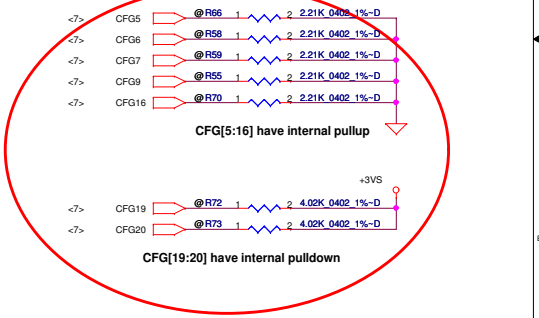 <7> CFG5 @R66 1 2 2.21K_0402_1%~D
<7> CFG6 @R58 1 2 2.21K_0402_1%~D
<7> CFG7 @R59 1 2 2.21K_0402_1%~D
<7> CFG9 @R55 1 2 2.21K_0402_1%~D
<7> CFG16 @R70 1 2 2.21K_0402_1%~D
CFG[5:16] have internal pullup
+3VS
<7> CFG19 @R72 1 2 4.02K_0402_1%~D
<7> CFG20 @R73 1 2 4.02K_0402_1%~D
CFG[19:20] have internal pulldown